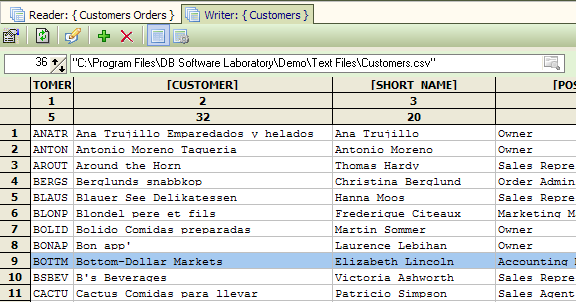 Reader: { Customers Orders } Writer: { Customers }
36 "C:\Program Files\DB Software Laboratory\Demo\Text Files\Customers.csv"
TOMER [CUSTOMER] [SHORT NAME] [POS
1 2 3
5 32 20
1 ANATR Ana Trujillo Emparedados y helados Ana Trujillo Owner
2 ANTON Antonio Moreno Taqueria Antonio Moreno Owner
3 AROUT Around the Horn Thomas Hardy Sales Repre
4 BERGS Berglunds snabbkop Christina Berglund Order Admin
5 BLAUS Blauer See Delikatessen Hanna Moos Sales Repre
6 BLONP Blondel pere et fils Frederique Citeaux Marketing M
7 BOLID Bolido Comidas preparadas Martin Sommer Owner
8 BONAP Bon app' Laurence Lebihan Owner
9 BOTTM Bottom-Dollar Markets Elizabeth Lincoln Accounting
10 BSBEV B's Beverages Victoria Ashworth Sales Repre
11 CACTU Cactus Comidas para llevar Patricio Simpson Sales Agent